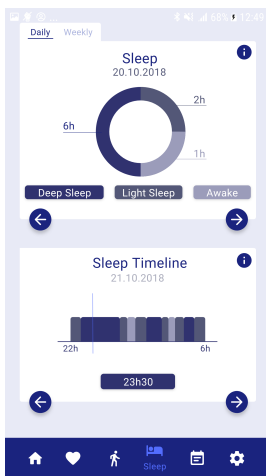 68% 12:49
Daily Weekly
Sleep
20.10.2018
2h
6h
1h
Deep Sleep Light Sleep Awake
Sleep Timeline
21.10.2018
22h 6h
23h30
Sleep